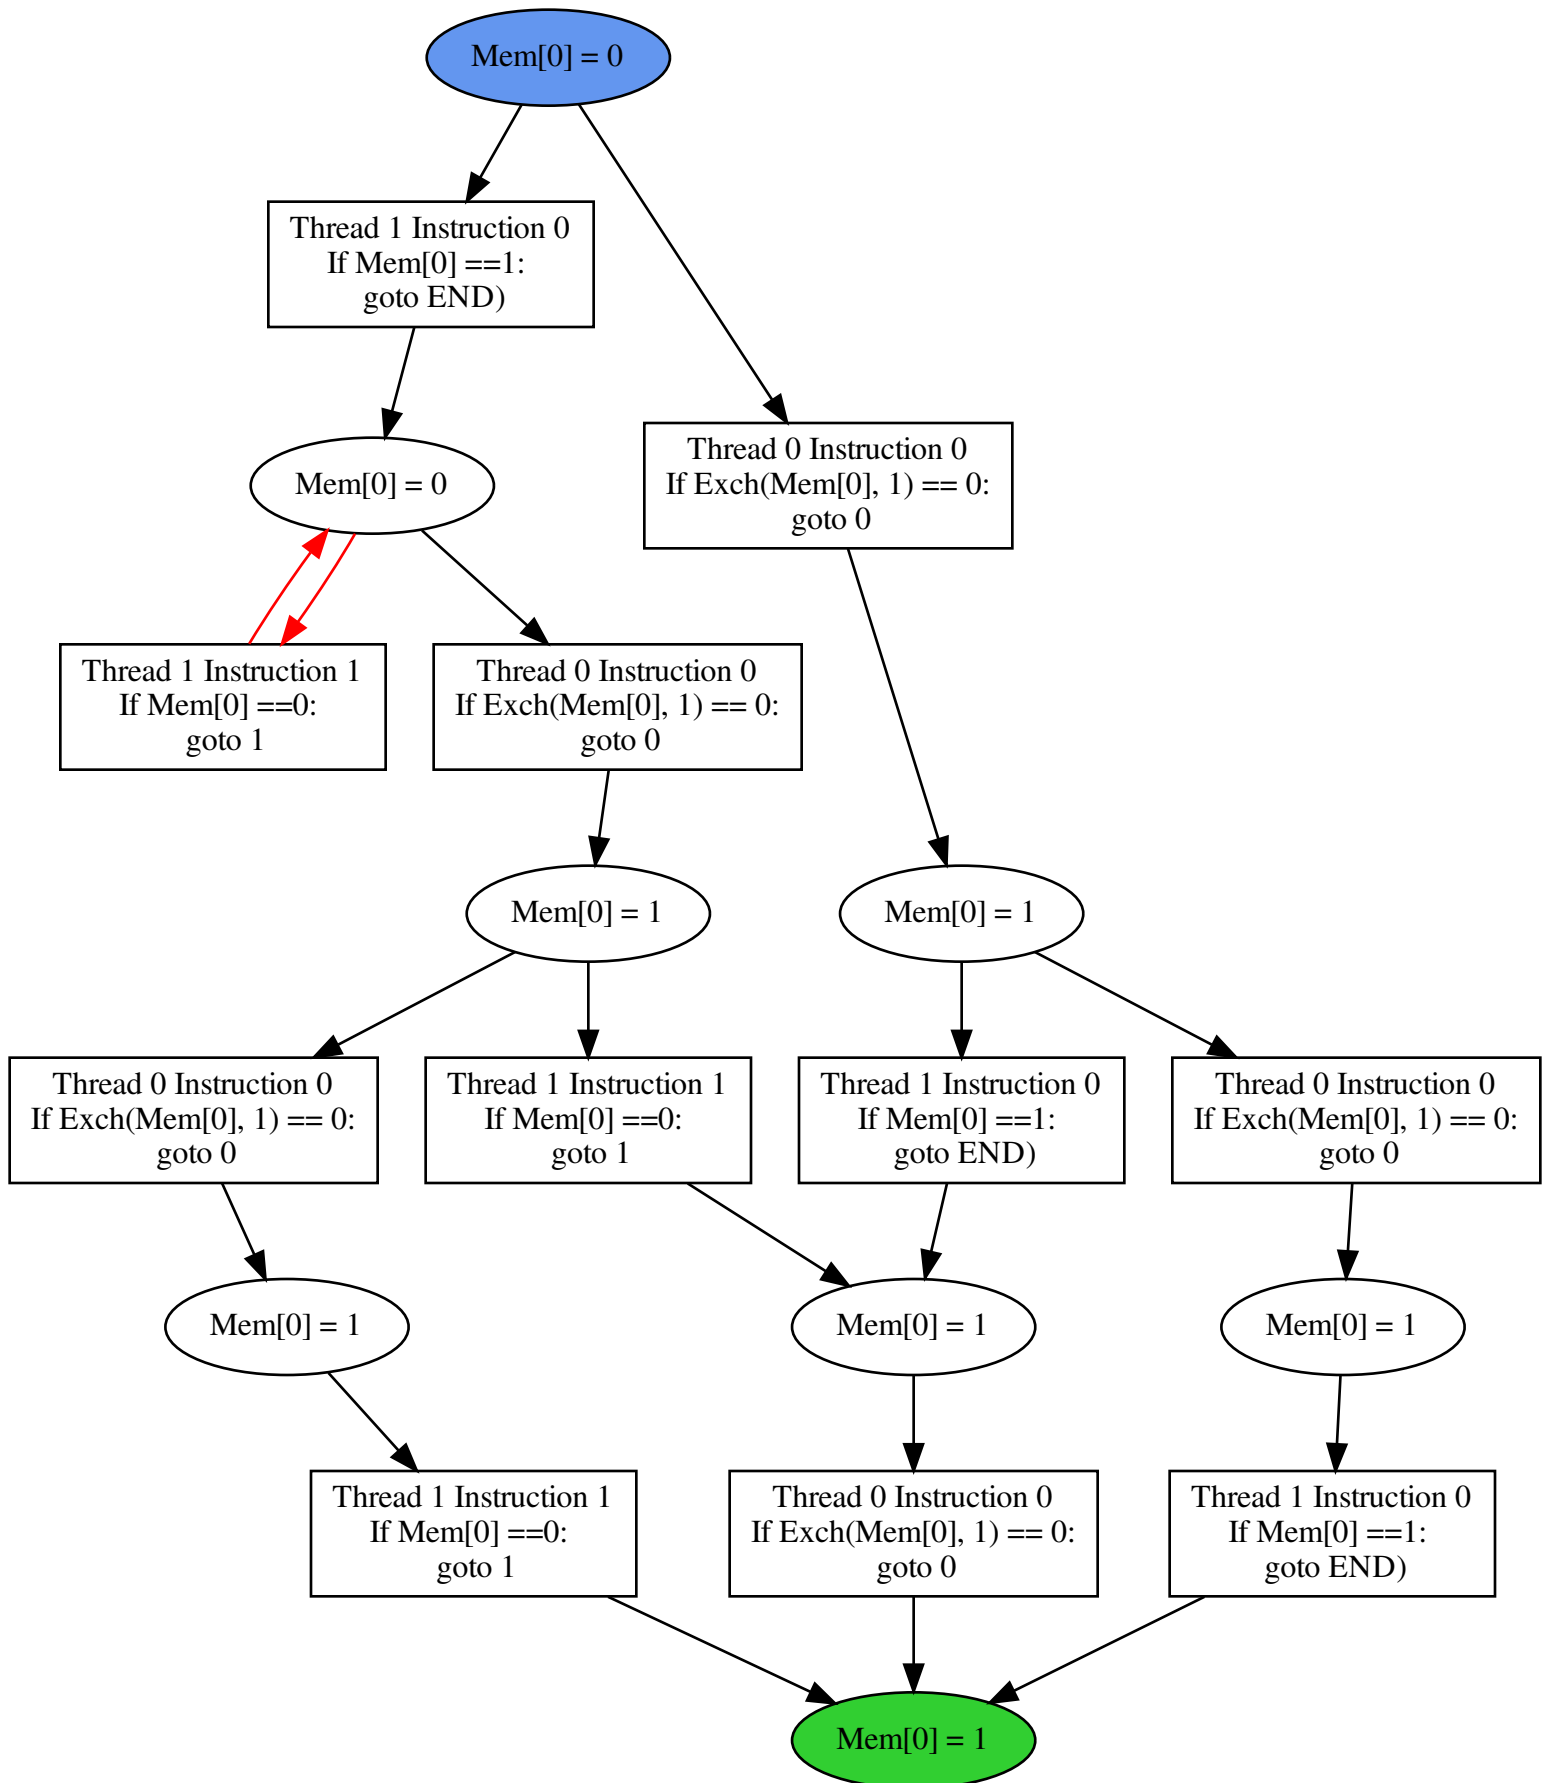 Mem[0] = 0
Thread 1 Instruction 0
If Mem[0] ==1:
goto END)
Mem[0] = 0
Thread 0 Instruction 0
If Exch(Mem[0], 1) == 0:
goto 0
Thread 1 Instruction 1
If Mem[0] ==0:
goto 1
Thread 0 Instruction 0
If Exch(Mem[0], 1) == 0:
goto 0
Mem[0] = 1
Mem[0] = 1
Thread 0 Instruction 0
If Exch(Mem[0], 1) == 0:
goto 0
Thread 1 Instruction 1
If Mem[0] ==0:
goto 1
Thread 1 Instruction 0
If Mem[0] ==1:
goto END)
Thread 0 Instruction 0
If Exch(Mem[0], 1) == 0:
goto 0
Mem[0] = 1
Mem[0] = 1
Mem[0] = 1
Thread 1 Instruction 1
If Mem[0] ==0:
goto 1
Thread 0 Instruction 0
If Exch(Mem[0], 1) == 0:
goto 0
Thread 1 Instruction 0
If Mem[0] ==1:
goto END)
Mem[0] = 1